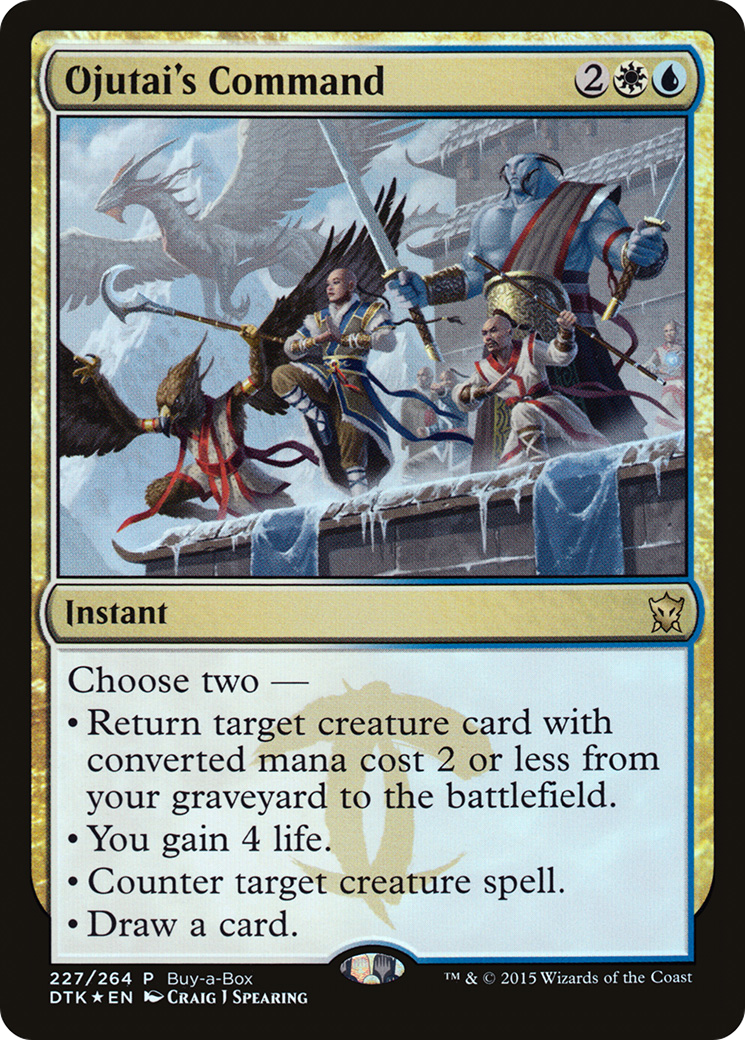 Ojutai's Command 2
Instant
Choose two —
• Return target creature card with
converted mana cost 2 or less from
your graveyard to the battlefield.
• You gain 4 life.
• Counter target creature spell.
• Draw a card.
227/264 P Buy-a-Box
DTK ★ EN Craig J Spearing
™ & © 2015 Wizards of the Coast